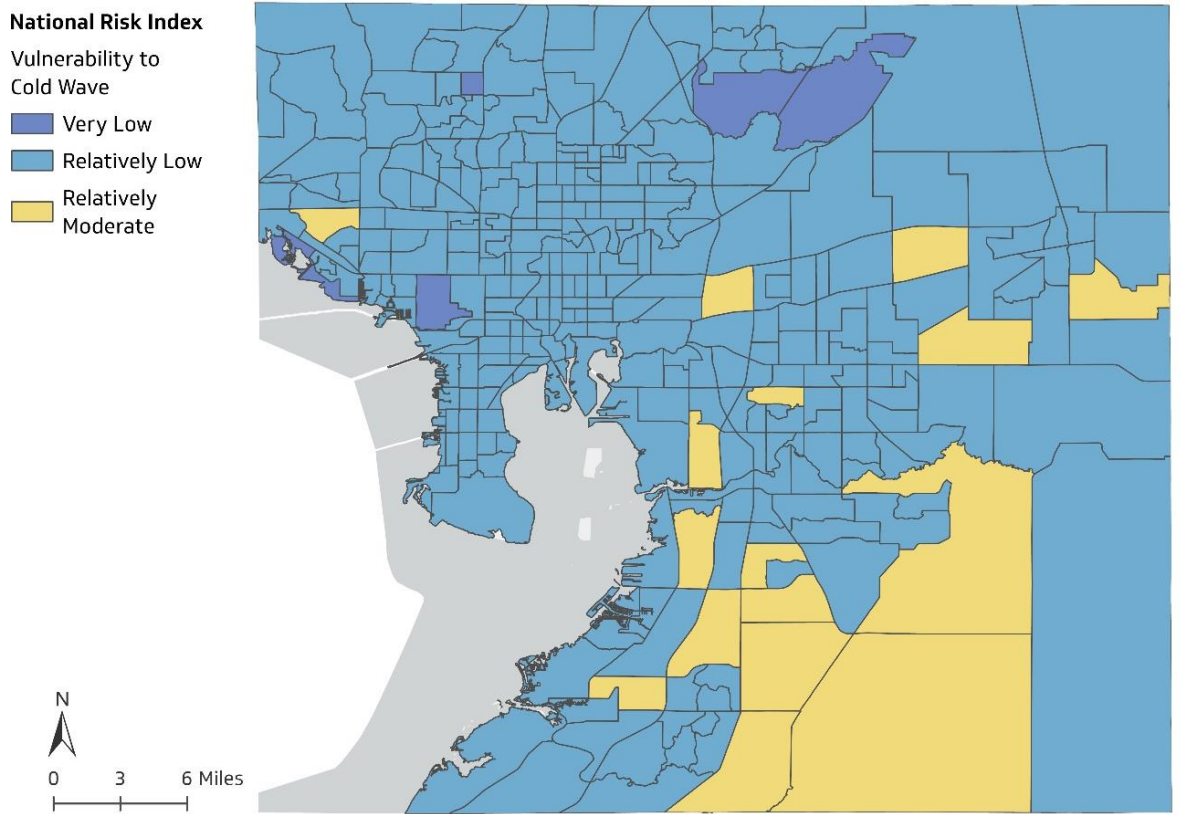 National Risk Index
Vulnerability to
Cold Wave
Very Low
Relatively Low
Relatively
Moderate
N
0 3 6 Miles